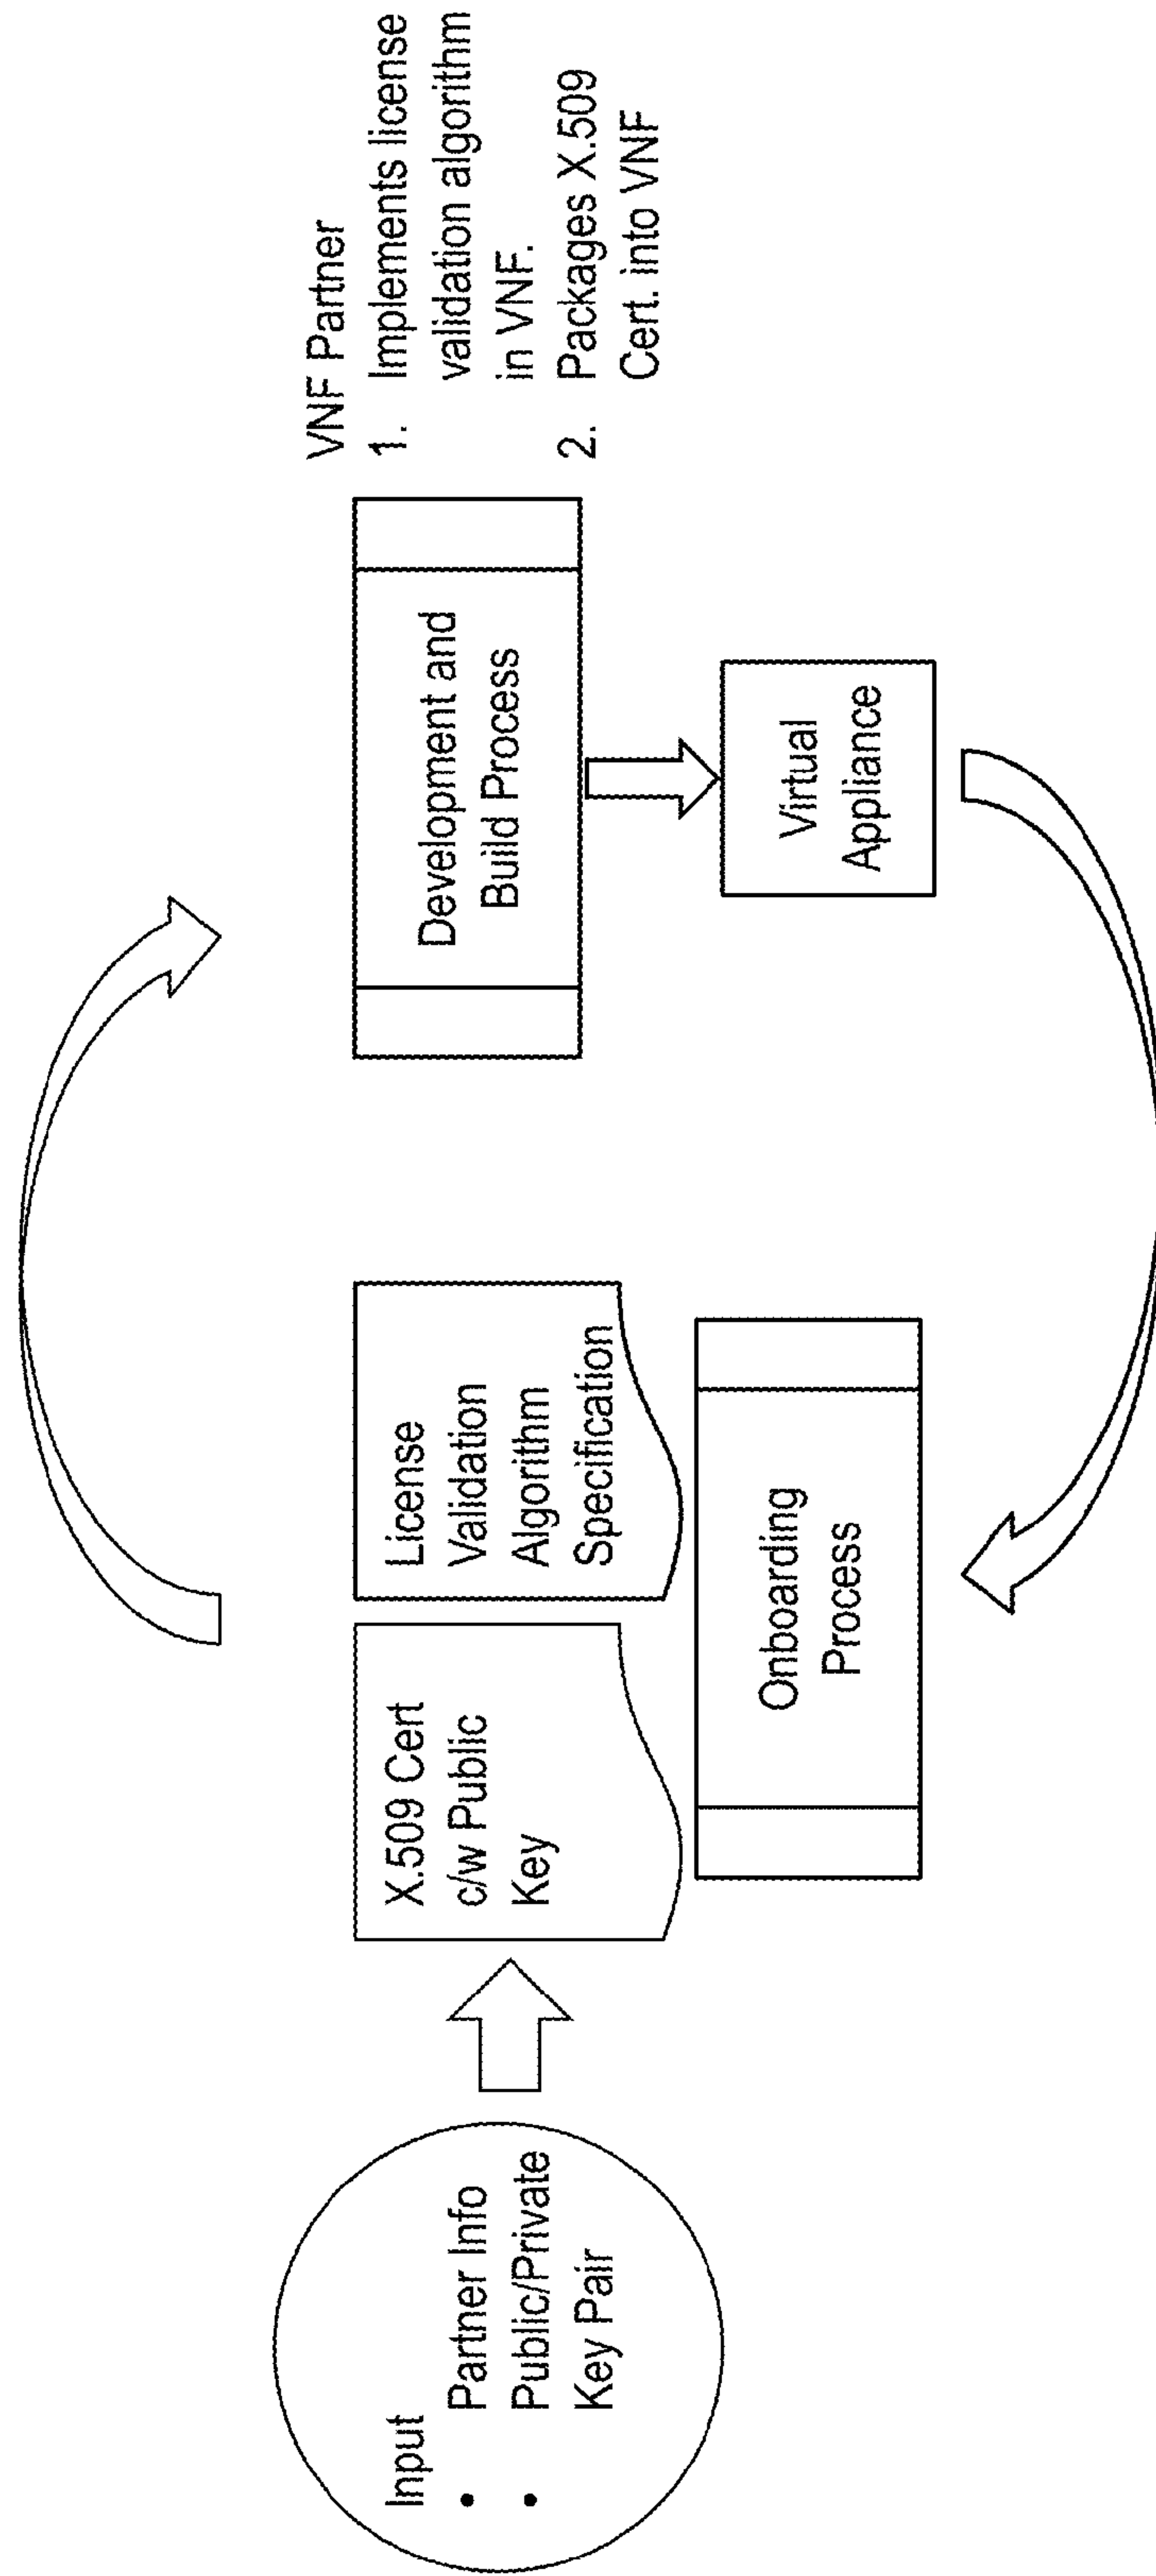 Input
• Partner Info
• Public/Private
Key Pair
X.509 Cert
c/w Public
Key
License
Validation
Algorithm
Specification
Onboarding
Process
Development and
Build Process
Virtual
Appliance
VNF Partner
1. Implements license
validation algorithm
in VNF.
2. Packages X.509
Cert. into VNF